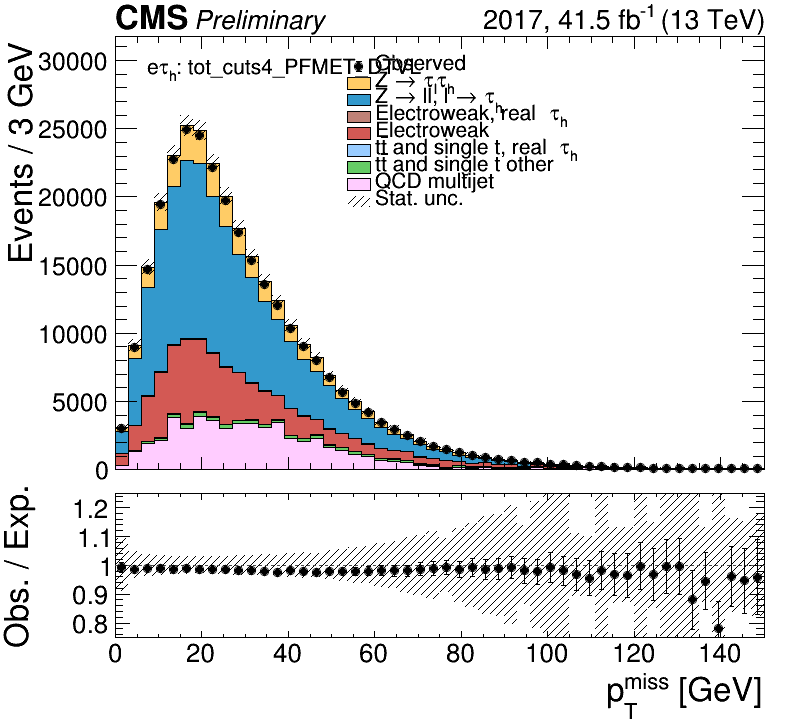 CMS Preliminary 2017, 41.5 fb⁻¹ (13 TeV)
Events / 3 GeV
30000
25000
20000
15000
10000
5000
0
eτh: tot_cuts4_PFMET
Observed
Z → τlτh
Z → ll, l → τh
Electroweak, real τh
Electroweak
tt and single t, real τh
tt and single t other
QCD multijet
Stat. unc.
Obs. / Exp.
1.2
1.1
1
0.9
0.8
0 20 40 60 80 100 120 140
pTmiss [GeV]